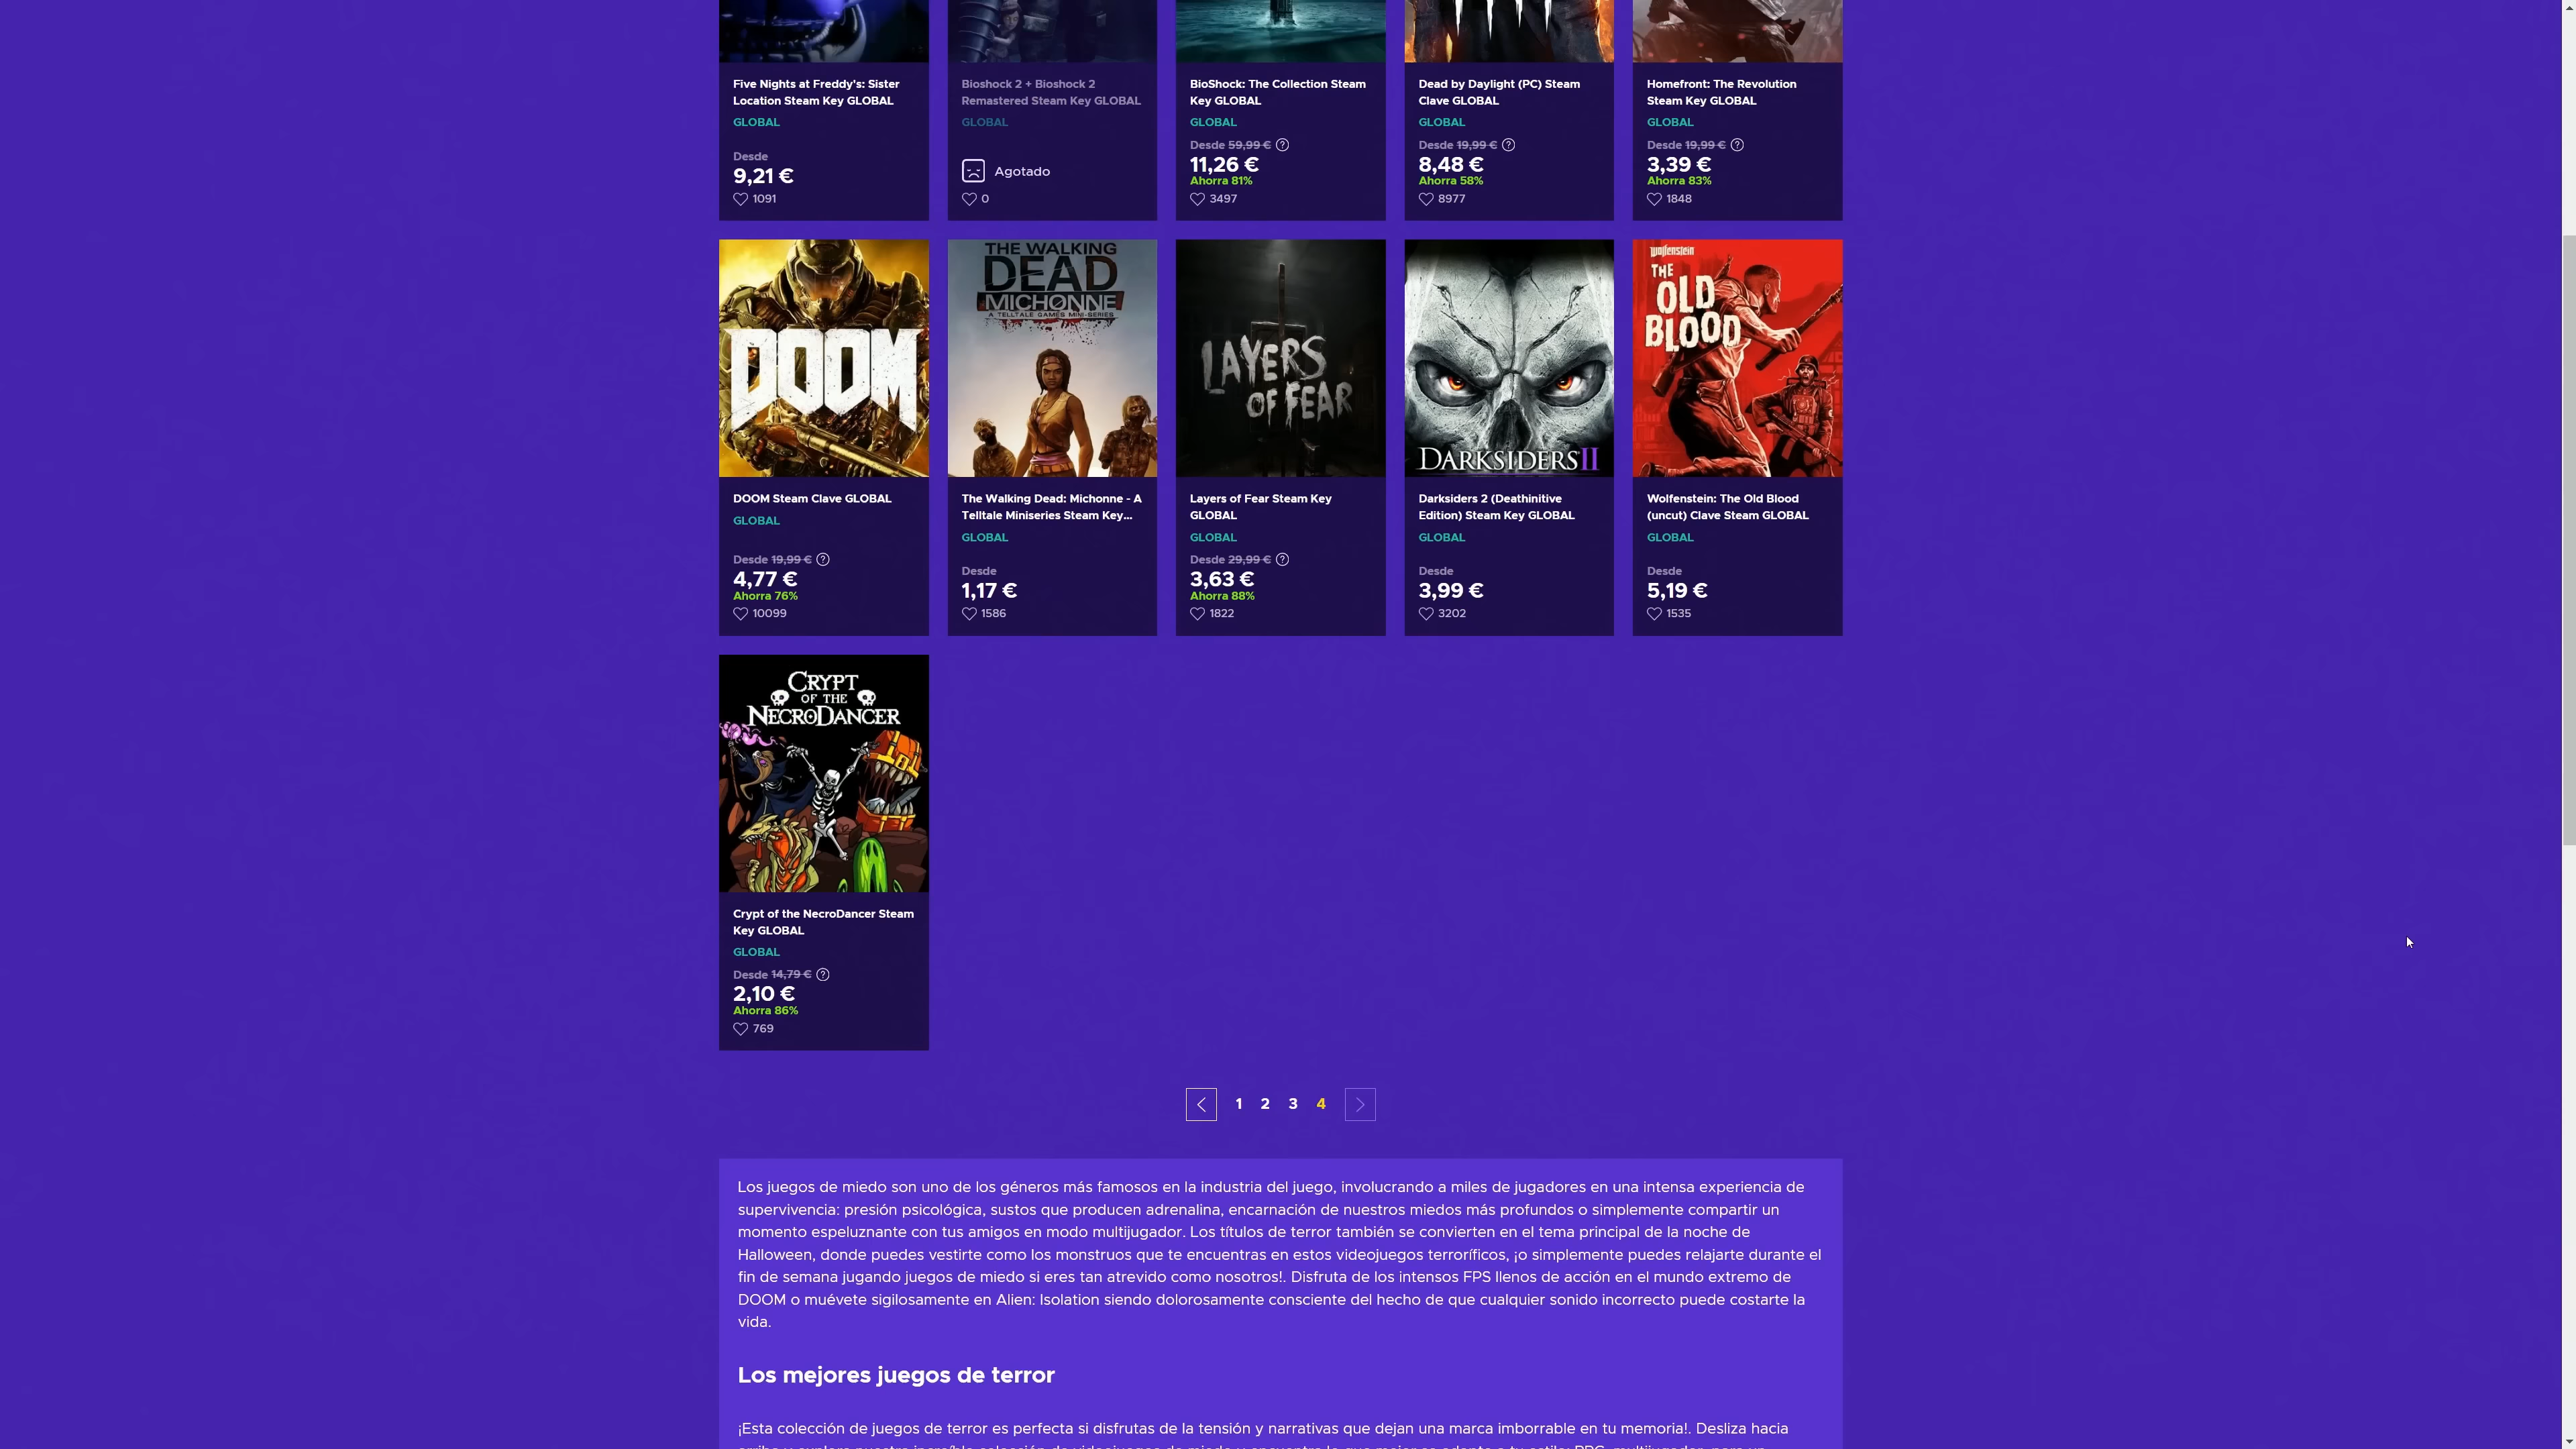 Five Nights at Freddy's: Sister
Location Steam Key GLOBAL
GLOBAL
Desde
9,21 €
1091
Bioshock 2 + Bioshock 2
Remastered Steam Key GLOBAL
GLOBAL
Agotado
0
BioShock: The Collection Steam
Key GLOBAL
GLOBAL
Desde 59,99 € ?
11,26 €
Ahorra 81%
3497
Dead by Daylight (PC) Steam
Clave GLOBAL
GLOBAL
Desde 19,99 € ?
8,48 €
Ahorra 58%
8977
Homefront: The Revolution
Steam Key GLOBAL
GLOBAL
Desde 19,99 € ?
3,39 €
Ahorra 83%
1848
DOOM
DOOM Steam Clave GLOBAL
GLOBAL
Desde 19,99 € ?
4,77 €
Ahorra 76%
10099
THE WALKING
DEAD
MICHONNE
A TELLTALE GAMES MINI-SERIES
The Walking Dead: Michonne - A
Telltale Miniseries Steam Key...
GLOBAL
Desde
1,17 €
1586
LAYERS
OF FEAR
Layers of Fear Steam Key
GLOBAL
GLOBAL
Desde 29,99 € ?
3,63 €
Ahorra 88%
1822
DARKSIDERS II
Darksiders 2 (Deathinitive
Edition) Steam Key GLOBAL
GLOBAL
Desde
3,99 €
3202
Wolfenstein
THE
OLD
BLOOD
Wolfenstein: The Old Blood
(uncut) Clave Steam GLOBAL
GLOBAL
Desde
5,19 €
1535
CRYPT
OF THE
NECRODANCER
Crypt of the NecroDancer Steam
Key GLOBAL
GLOBAL
Desde 14,79 € ?
2,10 €
Ahorra 86%
769
1 2 3 4
Los juegos de miedo son uno de los géneros más famosos en la industria del juego, involucrando a miles de jugadores en una intensa experiencia de
supervivencia: presión psicológica, sustos que producen adrenalina, encarnación de nuestros miedos más profundos o simplemente compartir un
momento espeluznante con tus amigos en modo multijugador. Los títulos de terror también se convierten en el tema principal de la noche de
Halloween, donde puedes vestirte como los monstruos que te encuentras en estos videojuegos terroríficos, ¡o simplemente puedes relajarte durante el
fin de semana jugando juegos de miedo si eres tan atrevido como nosotros!. Disfruta de los intensos FPS llenos de acción en el mundo extremo de
DOOM o muévete sigilosamente en Alien: Isolation siendo dolorosamente consciente del hecho de que cualquier sonido incorrecto puede costarte la
vida.
Los mejores juegos de terror
¡Esta colección de juegos de terror es perfecta si disfrutas de la tensión y narrativas que dejan una marca imborrable en tu memoria!. Desliza hacia